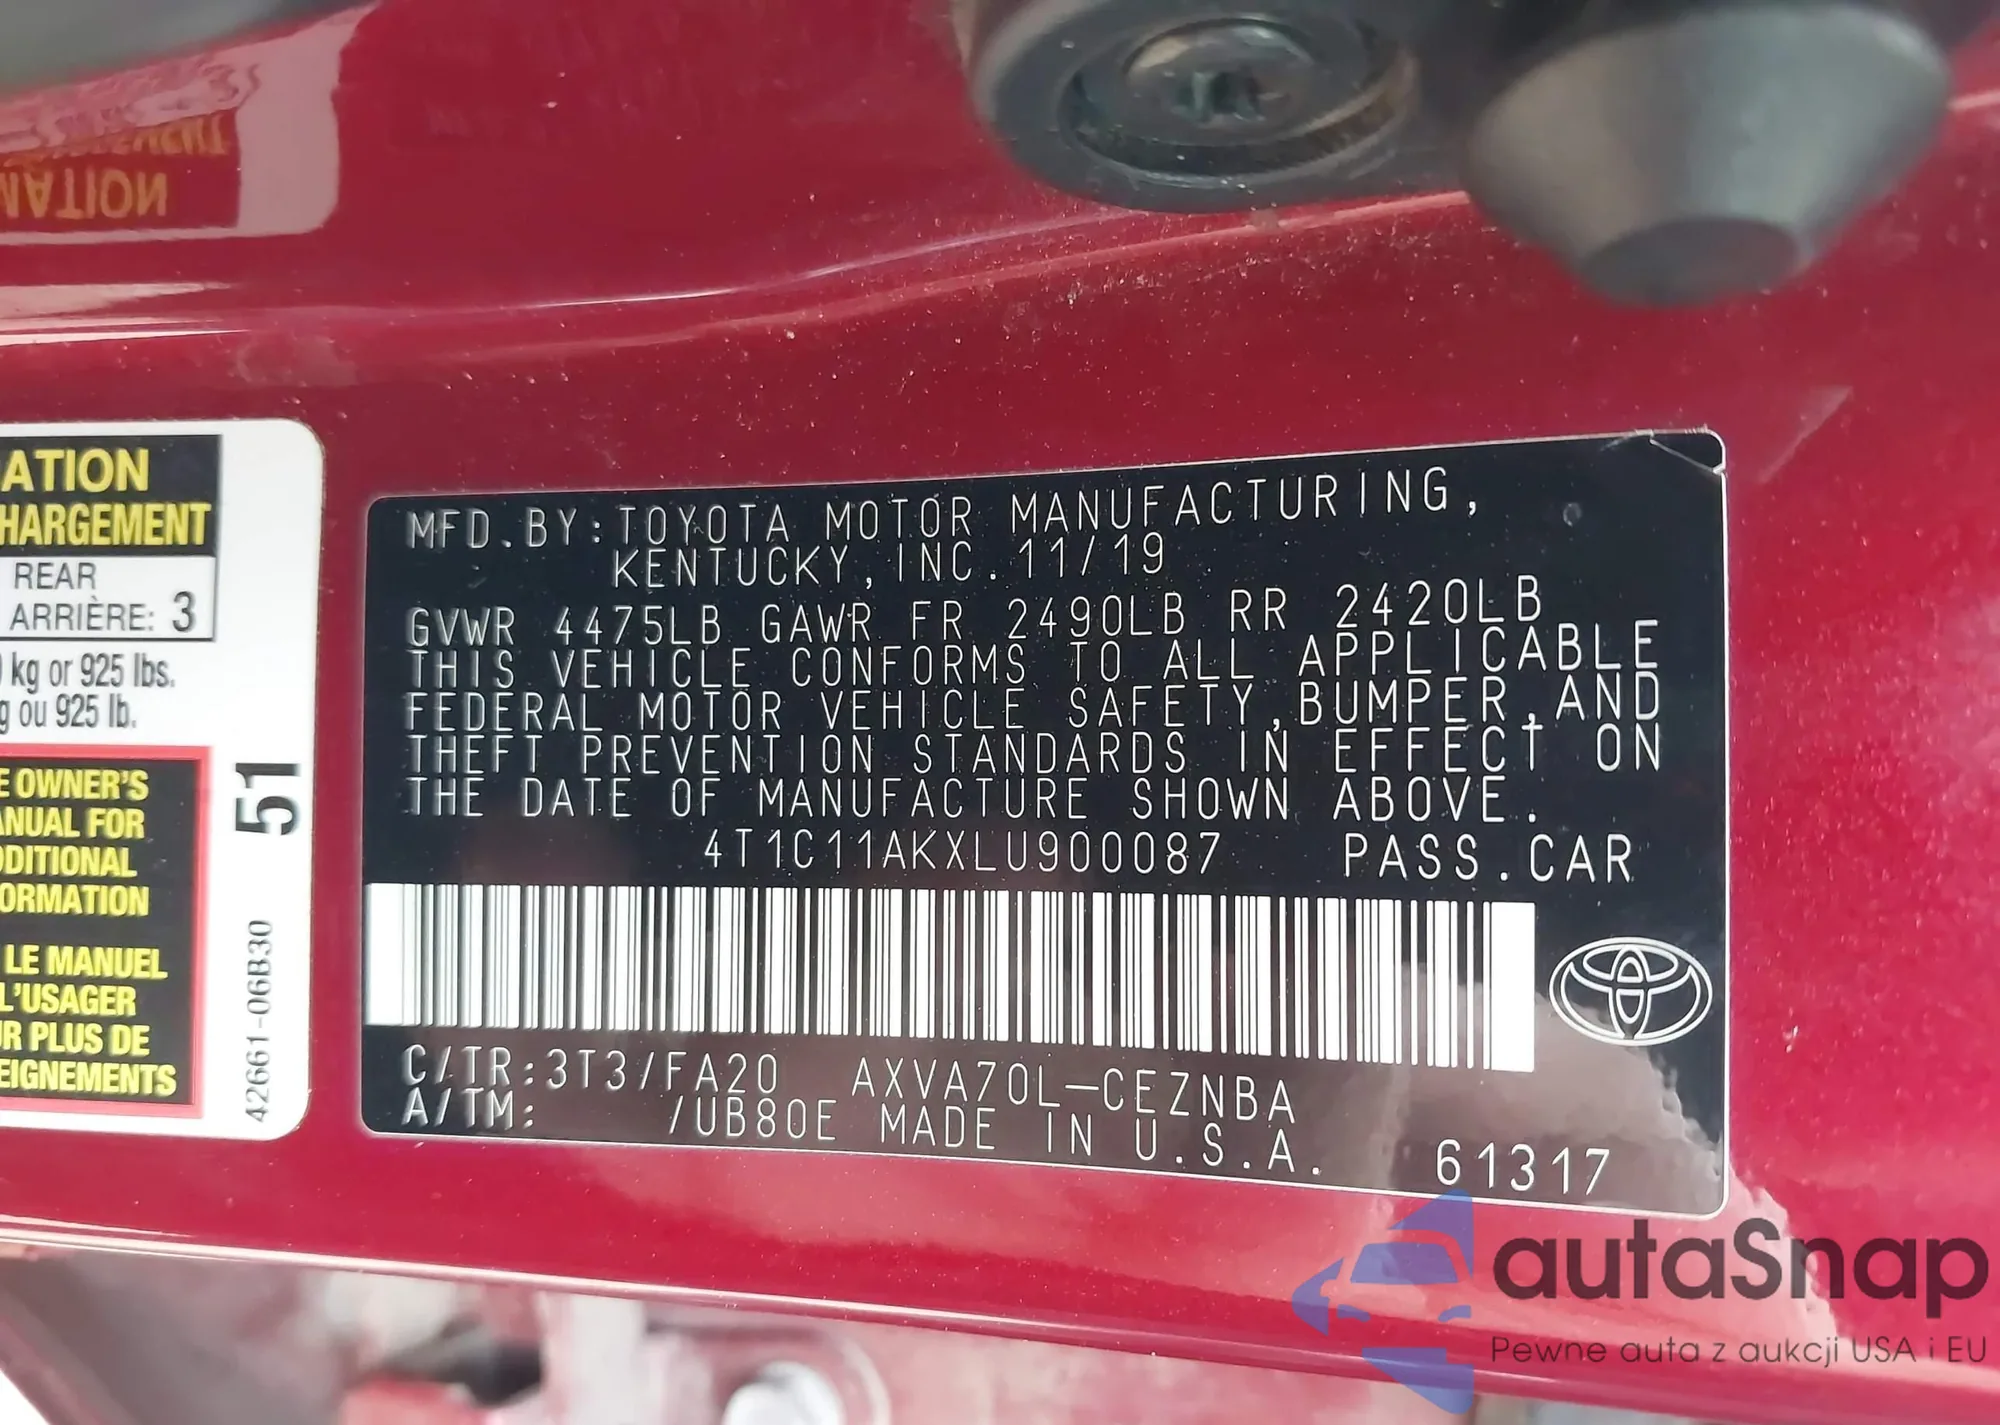 MATION
ATION
HARGEMENT
REAR
ARRIÈRE: 3
kg or 925 lbs.
ou 925 lb.
E OWNER'S
ANUAL FOR
DDITIONAL
ORMATION
LE MANUEL
L'USAGER
R PLUS DE
EIGNEMENTS
51
42661-06B30
MFD.BY:TOYOTA MOTOR MANUFACTURING,
KENTUCKY,INC.11/19
GVWR 4475LB GAWR FR 2490LB RR 2420LB
THIS VEHICLE CONFORMS TO ALL APPLICABLE
FEDERAL MOTOR VEHICLE SAFETY,BUMPER,AND
THEFT PREVENTION STANDARDS IN EFFECT ON
THE DATE OF MANUFACTURE SHOWN ABOVE.
4T1C11AKXLU900087 PASS.CAR
C/TR:3T3/FA20 AXVA70L-CEZNBA
A/TM: /UB80E MADE IN U.S.A.
61317
autaSnap
Pewne auta z aukcji USA i EU